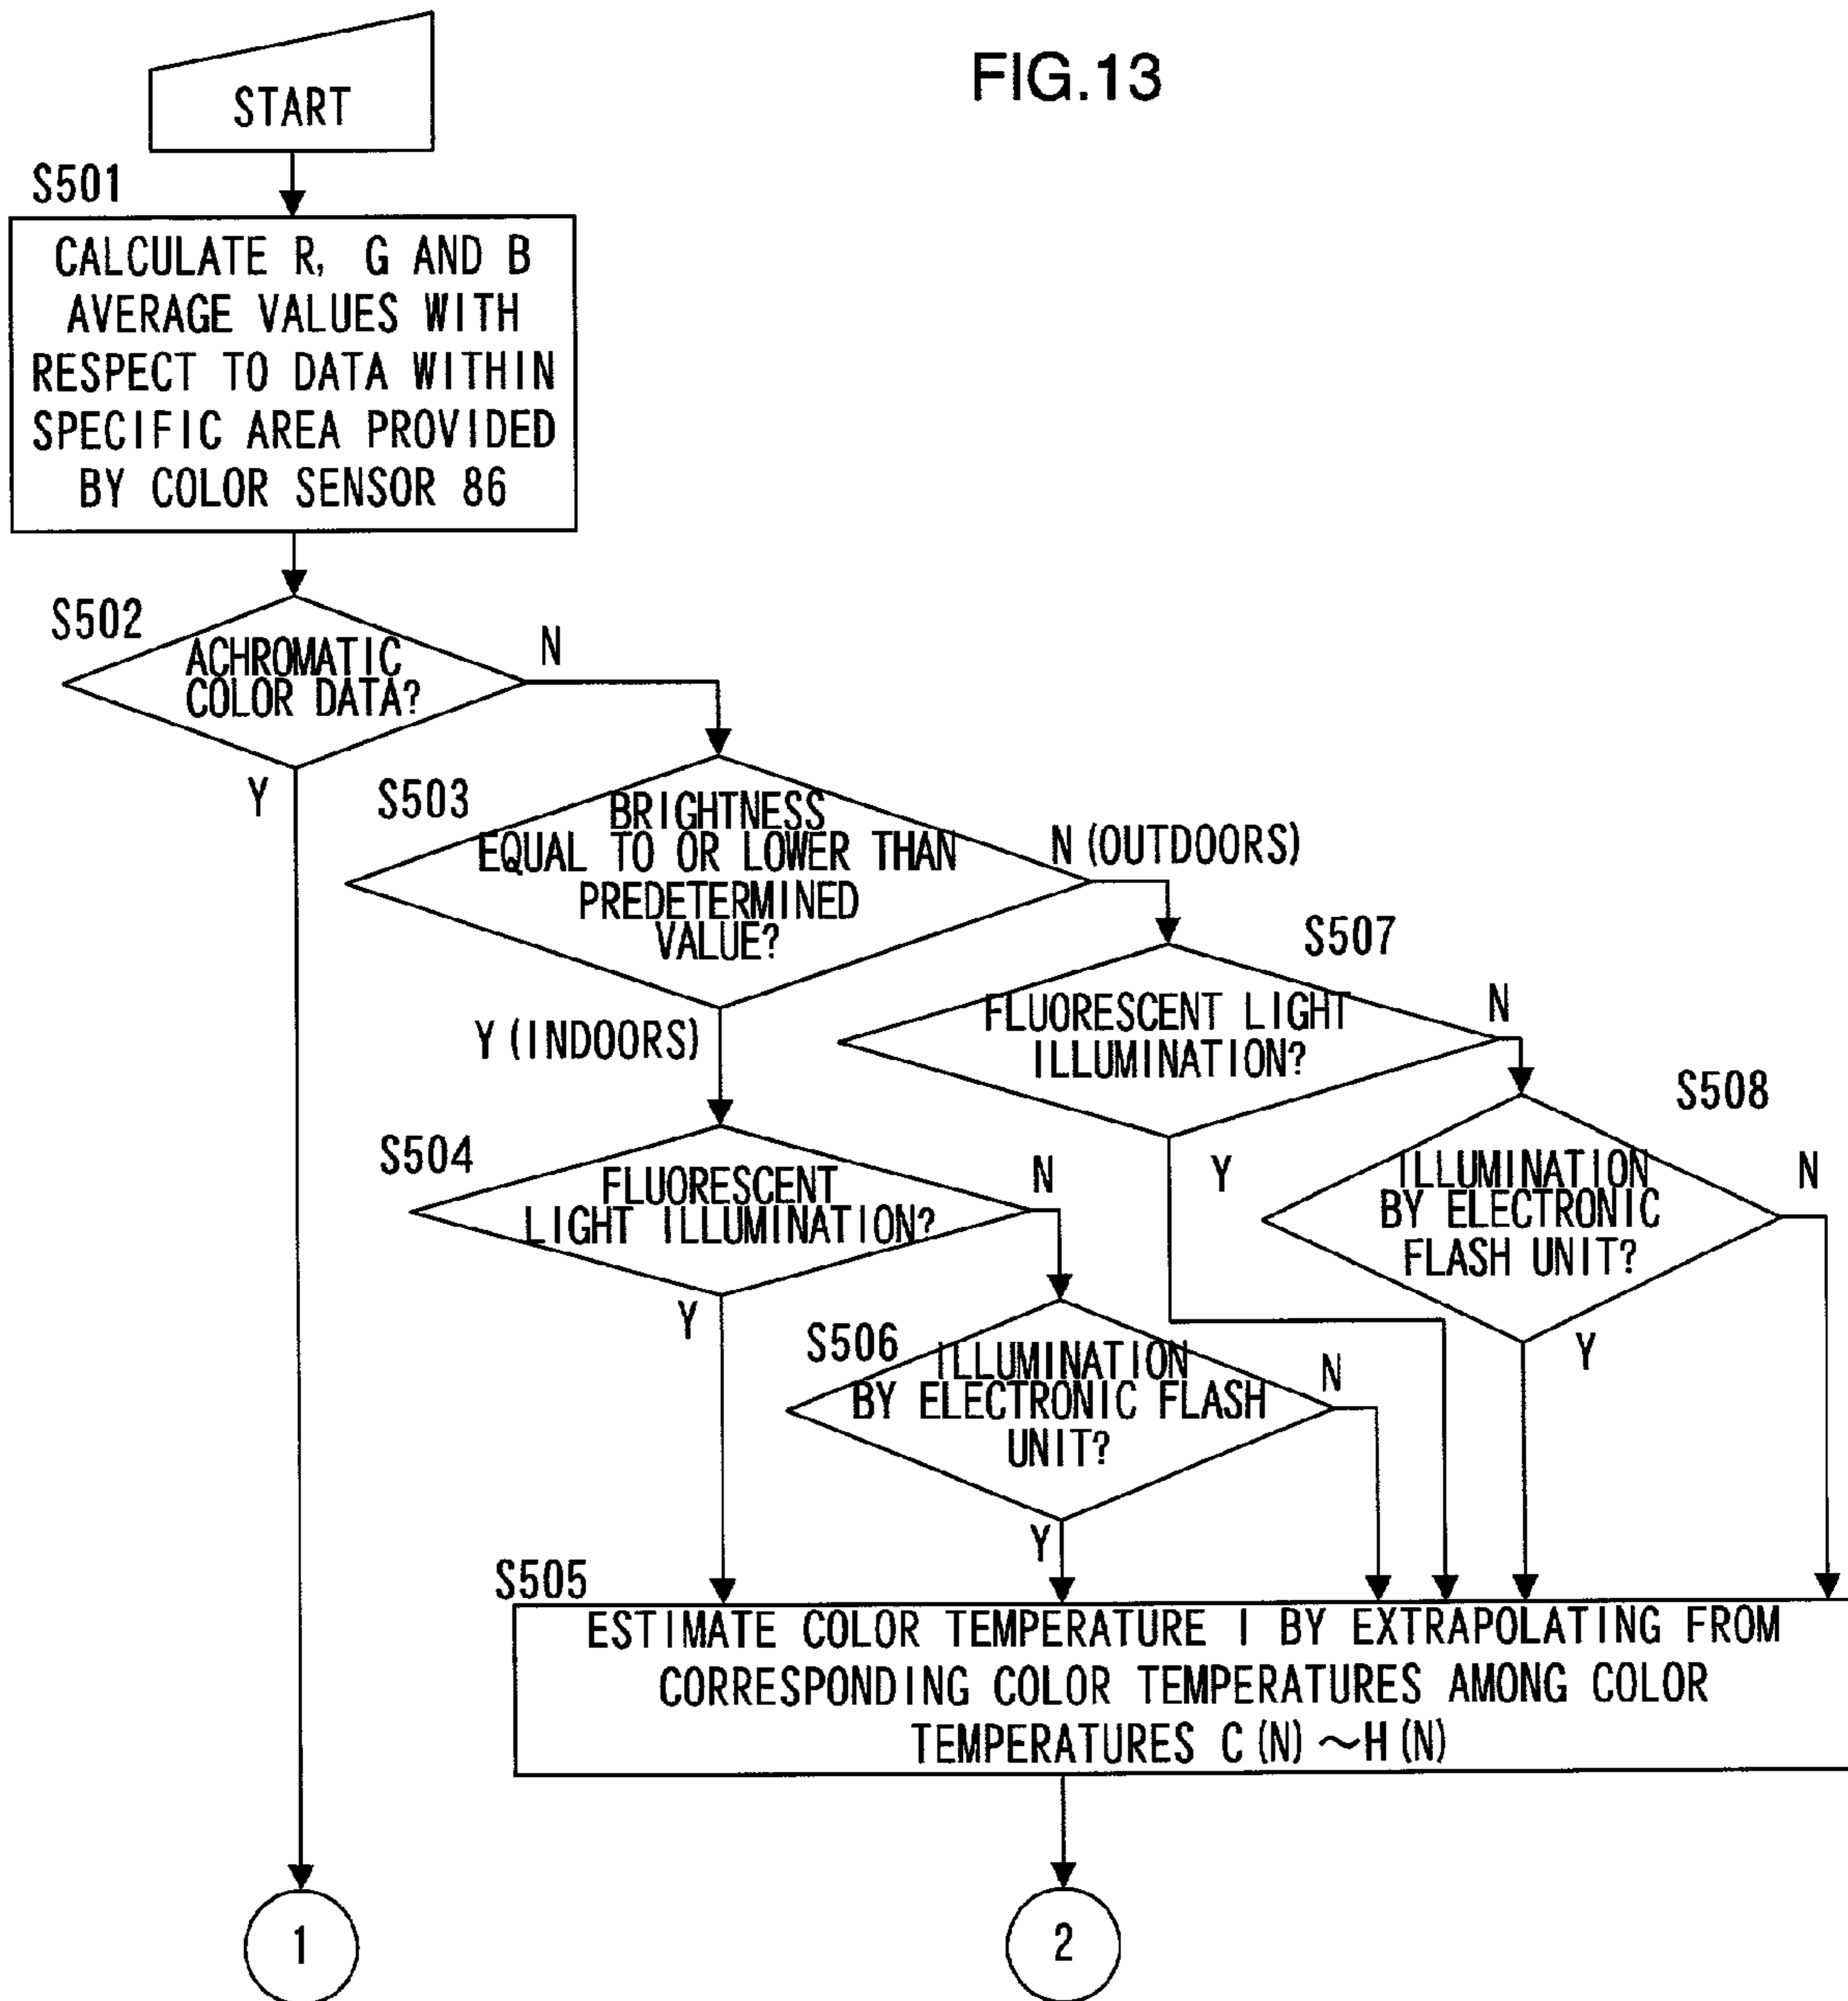 FIG.13
START
S501
CALCULATE R, G AND B
AVERAGE VALUES WITH
RESPECT TO DATA WITHIN
SPECIFIC AREA PROVIDED
BY COLOR SENSOR 86
S502
ACHROMATIC
COLOR DATA?
N
Y
S503
BRIGHTNESS
EQUAL TO OR LOWER THAN
PREDETERMINED
VALUE?
N (OUTDOORS)
Y (INDOORS)
S507
FLUORESCENT LIGHT
ILLUMINATION?
N
Y
S508
ILLUMINATION
BY ELECTRONIC
FLASH UNIT?
N
Y
S504
FLUORESCENT
LIGHT ILLUMINATION?
N
Y
S506
ILLUMINATION
BY ELECTRONIC FLASH
UNIT?
N
Y
S505
ESTIMATE COLOR TEMPERATURE I BY EXTRAPOLATING FROM
CORRESPONDING COLOR TEMPERATURES AMONG COLOR
TEMPERATURES C (N) ～H (N)
1
2